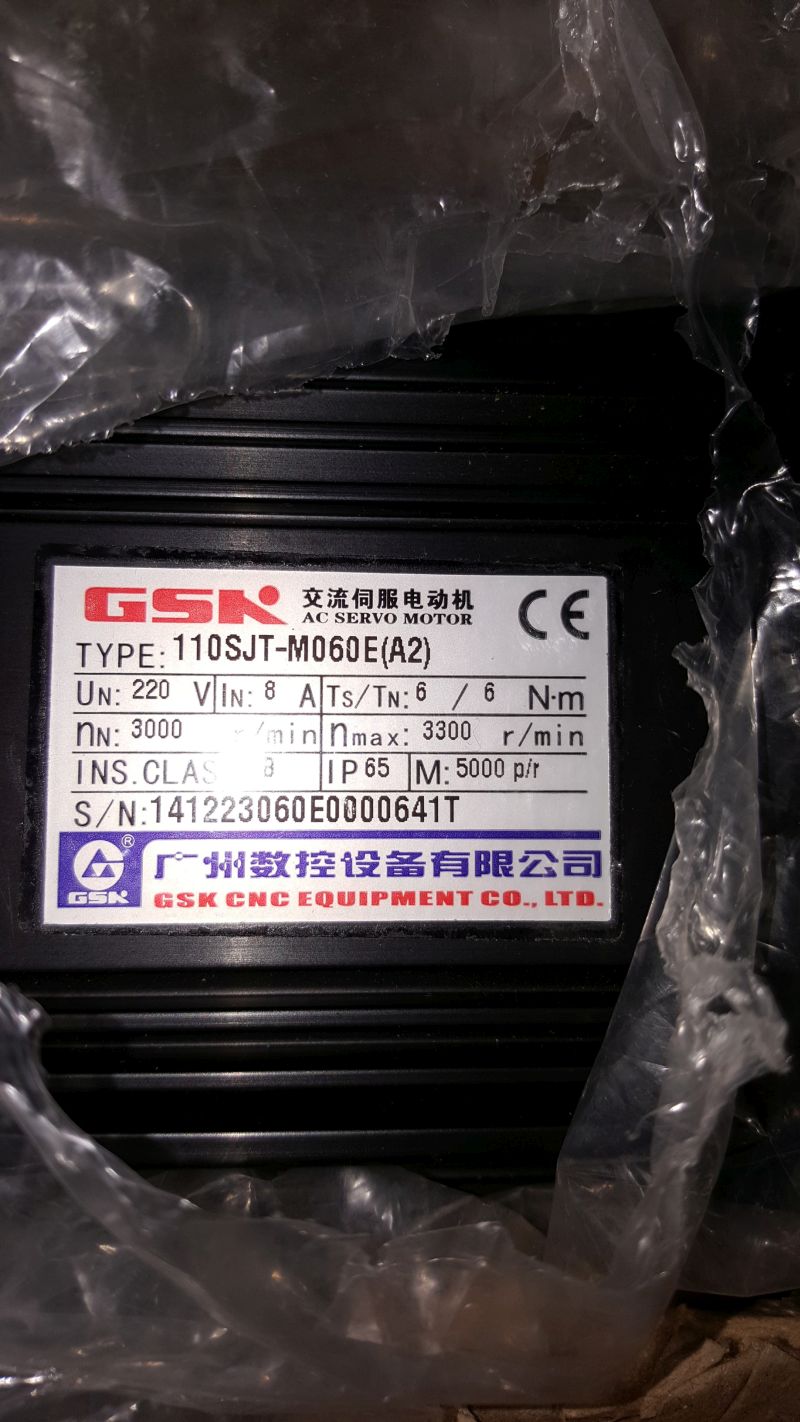 GSK 交流伺服电动机
AC SERVO MOTOR
CE
TYPE: 110SJT-M060E(A2)
UN: 220 V IN: 8 A TS/TN: 6 / 6 N·m
nN: 3000 r/min nmax: 3300 r/min
INS.CLAS IP 65 M: 5000 p/r
S/N: 141223060E0000641T
GSK ® 广州数控设备有限公司
GSK CNC EQUIPMENT CO., LTD.